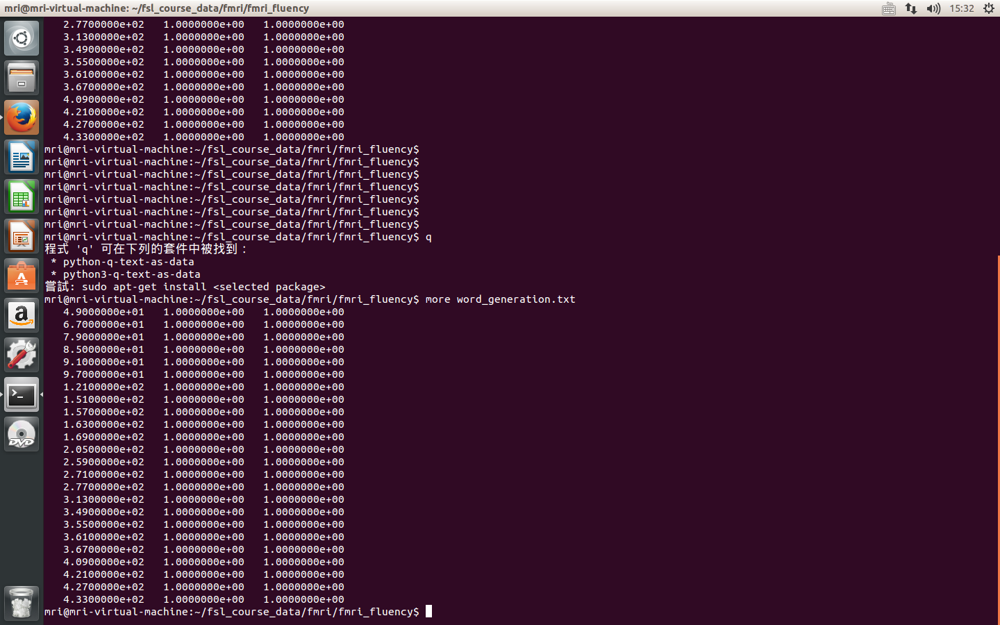 mri@mri-virtual-machine: ~/fsl_course_data/fmri/fmri_fluency
15:32
2.7700000e+02 1.0000000e+00 1.0000000e+00
3.1300000e+02 1.0000000e+00 1.0000000e+00
3.4900000e+02 1.0000000e+00 1.0000000e+00
3.5500000e+02 1.0000000e+00 1.0000000e+00
3.6100000e+02 1.0000000e+00 1.0000000e+00
3.6700000e+02 1.0000000e+00 1.0000000e+00
4.0900000e+02 1.0000000e+00 1.0000000e+00
4.2100000e+02 1.0000000e+00 1.0000000e+00
4.2700000e+02 1.0000000e+00 1.0000000e+00
4.3300000e+02 1.0000000e+00 1.0000000e+00
mri@mri-virtual-machine:~/fsl_course_data/fmri/fmri_fluency$
mri@mri-virtual-machine:~/fsl_course_data/fmri/fmri_fluency$
mri@mri-virtual-machine:~/fsl_course_data/fmri/fmri_fluency$
mri@mri-virtual-machine:~/fsl_course_data/fmri/fmri_fluency$
mri@mri-virtual-machine:~/fsl_course_data/fmri/fmri_fluency$
mri@mri-virtual-machine:~/fsl_course_data/fmri/fmri_fluency$
mri@mri-virtual-machine:~/fsl_course_data/fmri/fmri_fluency$
mri@mri-virtual-machine:~/fsl_course_data/fmri/fmri_fluency$ q
程式 'q' 可在下列的套件中被找到：
* python-q-text-as-data
* python3-q-text-as-data
嘗試: sudo apt-get install <selected package>
mri@mri-virtual-machine:~/fsl_course_data/fmri/fmri_fluency$ more word_generation.txt
4.9000000e+01 1.0000000e+00 1.0000000e+00
6.7000000e+01 1.0000000e+00 1.0000000e+00
7.9000000e+01 1.0000000e+00 1.0000000e+00
8.5000000e+01 1.0000000e+00 1.0000000e+00
9.1000000e+01 1.0000000e+00 1.0000000e+00
9.7000000e+01 1.0000000e+00 1.0000000e+00
1.2100000e+02 1.0000000e+00 1.0000000e+00
1.5100000e+02 1.0000000e+00 1.0000000e+00
1.5700000e+02 1.0000000e+00 1.0000000e+00
1.6300000e+02 1.0000000e+00 1.0000000e+00
1.6900000e+02 1.0000000e+00 1.0000000e+00
2.0500000e+02 1.0000000e+00 1.0000000e+00
2.5900000e+02 1.0000000e+00 1.0000000e+00
2.7100000e+02 1.0000000e+00 1.0000000e+00
2.7700000e+02 1.0000000e+00 1.0000000e+00
3.1300000e+02 1.0000000e+00 1.0000000e+00
3.4900000e+02 1.0000000e+00 1.0000000e+00
3.5500000e+02 1.0000000e+00 1.0000000e+00
3.6100000e+02 1.0000000e+00 1.0000000e+00
3.6700000e+02 1.0000000e+00 1.0000000e+00
4.0900000e+02 1.0000000e+00 1.0000000e+00
4.2100000e+02 1.0000000e+00 1.0000000e+00
4.2700000e+02 1.0000000e+00 1.0000000e+00
4.3300000e+02 1.0000000e+00 1.0000000e+00
mri@mri-virtual-machine:~/fsl_course_data/fmri/fmri_fluency$
A
a
>_
DVD